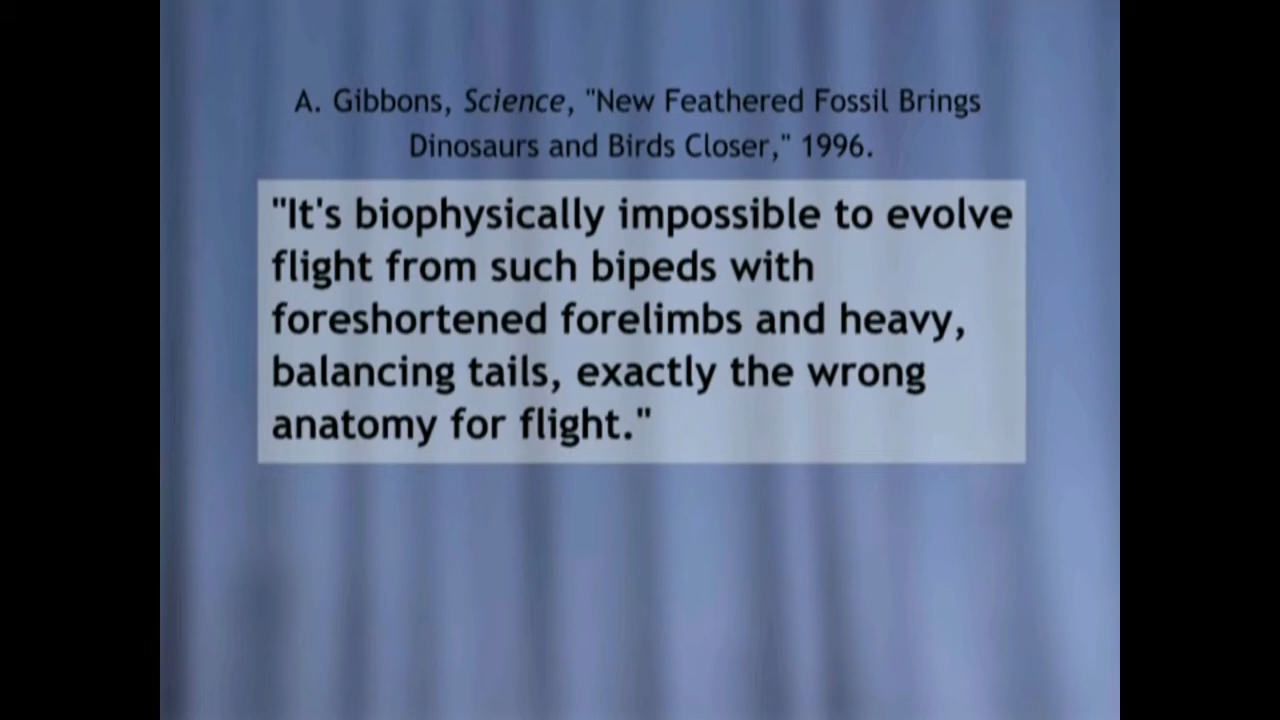 A. Gibbons, Science, "New Feathered Fossil Brings
Dinosaurs and Birds Closer," 1996.
"It's biophysically impossible to evolve
flight from such bipeds with
foreshortened forelimbs and heavy,
balancing tails, exactly the wrong
anatomy for flight."